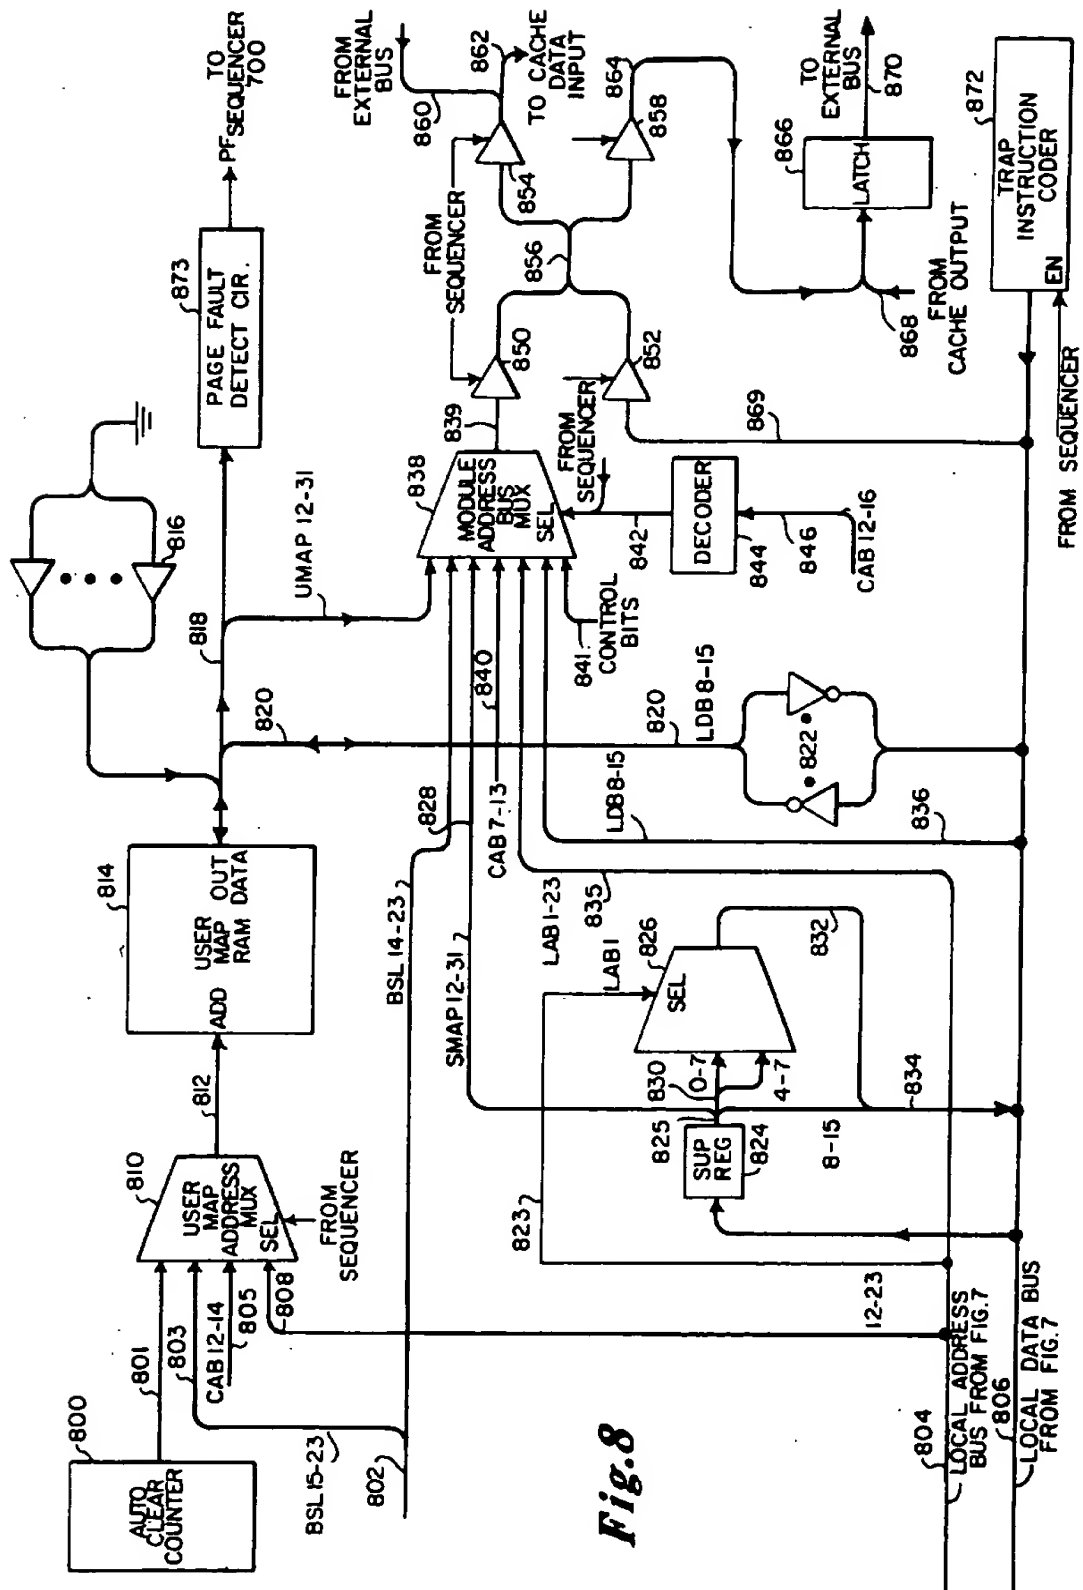 AUTO
CLEAR
COUNTER
800
801
803
CAB 12-14
805
808
BSL 15-23
802
USER
MAP
ADDRESS
MUX
SEL
810
FROM
SEQUENCER
812
ADD
USER
MAP
RAM
OUT
DATA
814
816
818
820
PAGE FAULT
DETECT CIR.
873
PF
TO
SEQUENCER
700
UMAP 12-31
BSL 14-23
SMAP 12-31
828
CAB 7-13
840
LAB 1-23
835
LDB 8-15
836
841
CONTROL
BITS
MODULE
ADDRESS
BUS
MUX
SEL
838
839
842
FROM
SEQUENCER
DECODER
844
846
CAB 12-16
FROM
SEQUENCER
850
852
854
856
858
FROM
EXTERNAL
BUS
860
862
TO CACHE
DATA
INPUT
864
TO
EXTERNAL
BUS
870
LATCH
866
868
FROM
CACHE OUTPUT
869
TRAP
INSTRUCTION
CODER
EN
872
FROM SEQUENCER
LDB 8-15
820
822
LAB 1
SEL
826
823
830
0-7
4-7
825
SUP
REG
824
832
834
8-15
12-23
804
LOCAL ADDRESS
BUS FROM FIG.7
806
LOCAL DATA BUS
FROM FIG.7
Fig.8